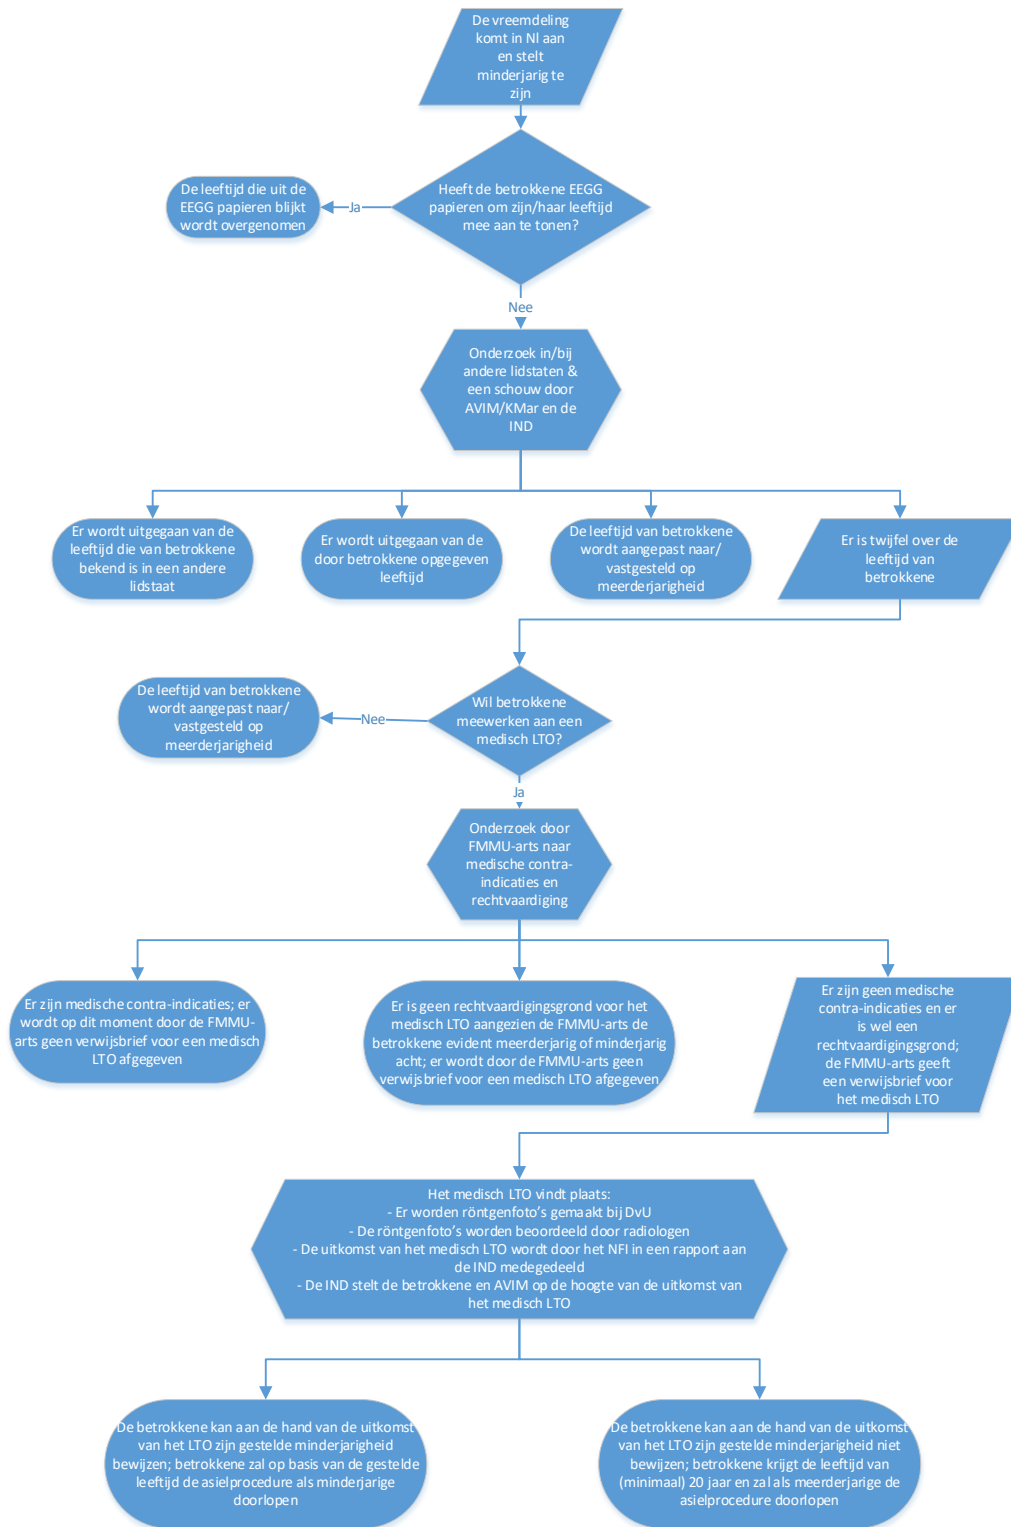 De vreemdeling
komt in Nl aan
en stelt
minderjarig te
zijn
Heeft de betrokkene EEGG
papieren om zijn/haar leeftijd
mee aan te tonen?
Ja
De leeftijd die uit de
EEGG papieren blijkt
wordt overgenomen
Nee
Onderzoek in/bij
andere lidstaten &
een schouw door
AVIM/KMar en de
IND
Er wordt uitgegaan van de
leeftijd die van betrokkene
bekend is in een andere
lidstaat
Er wordt uitgegaan van de
door betrokkene opgegeven
leeftijd
De leeftijd van betrokkene
wordt aangepast naar/
vastgesteld op
meerderjarigheid
Er is twijfel over de
leeftijd van
betrokkene
Wil betrokkene
meewerken aan een
medisch LTO?
Nee
De leeftijd van betrokkene
wordt aangepast naar/
vastgesteld op
meerderjarigheid
Ja
Onderzoek door
FMMU-arts naar
medische contra-
indicaties en
rechtvaardiging
Er zijn medische contra-indicaties; er
wordt op dit moment door de FMMU-
arts geen verwijsbrief voor een medisch
LTO afgegeven
Er is geen rechtvaardigingsgrond voor het
medisch LTO aangezien de FMMU-arts de
betrokkene evident meerderjarig of minderjarig
acht; er wordt door de FMMU-arts geen
verwijsbrief voor een medisch LTO afgegeven
Er zijn geen medische
contra-indicaties en er
is wel een
rechtvaardigingsgrond;
de FMMU-arts geeft
een verwijsbrief voor
het medisch LTO
Het medisch LTO vindt plaats:
- Er worden röntgenfoto's gemaakt bij DvU
- De röntgenfoto's worden beoordeeld door radiologen
- De uitkomst van het medisch LTO wordt door het NFI in een rapport aan
de IND medegedeeld
- De IND stelt de betrokkene en AVIM op de hoogte van de uitkomst van
het medisch LTO
De betrokkene kan aan de hand van de uitkomst
van het LTO zijn gestelde minderjarigheid
bewijzen; betrokkene zal op basis van de gestelde
leeftijd de asielprocedure als minderjarige
doorlopen
De betrokkene kan aan de hand van de uitkomst
van het LTO zijn gestelde minderjarigheid niet
bewijzen; betrokkene krijgt de leeftijd van
(minimaal) 20 jaar en zal als meerderjarige de
asielprocedure doorlopen